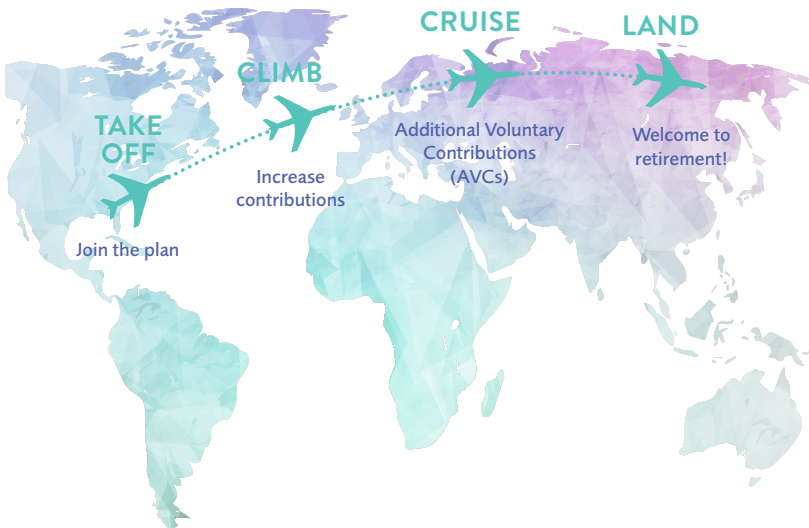 TAKE
OFF
Join the plan
CLIMB
Increase
contributions
CRUISE
Additional Voluntary
Contributions
(AVCs)
LAND
Welcome to
retirement!